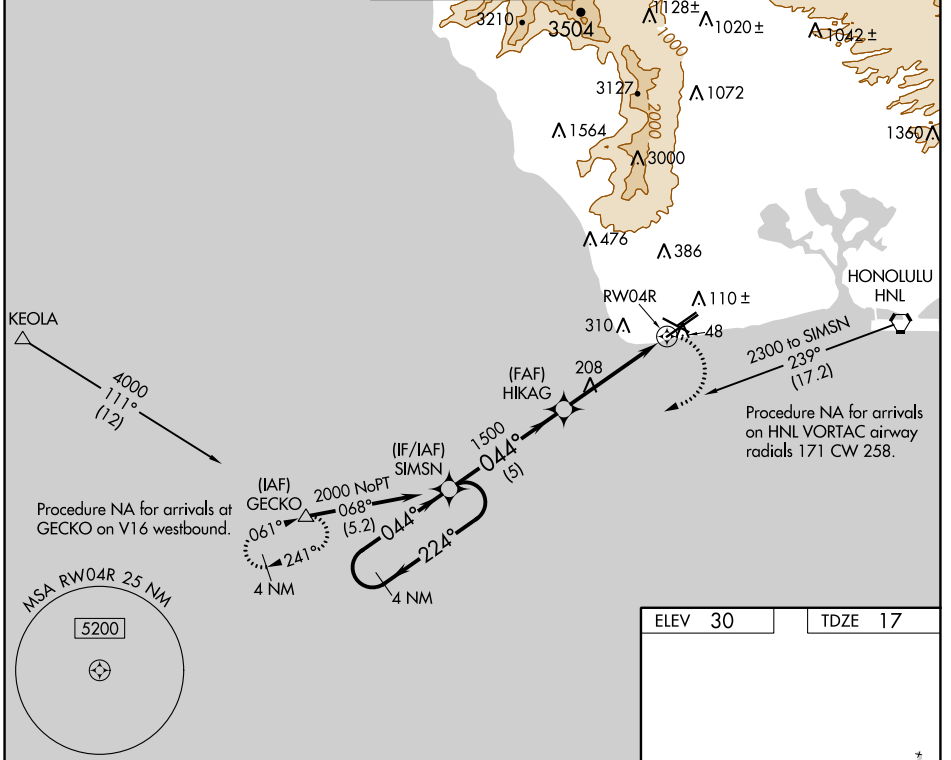 3210
3504
1128±
1020±
1042±
1000
3127
1072
2000
1564
1360
3000
476
386
HONOLULU
HNL
RW04R
110±
KEOLA
310
48
2300 to SIMSN
239°
(17.2)
4000
111°
(12)
208
(FAF)
HIKAG
Procedure NA for arrivals
on HNL VORTAC airway
radials 171 CW 258.
1500
044°
(5)
(IF/IAF)
SIMSN
(IAF)
GECKO
2000 NoPT
068°
(5.2)
Procedure NA for arrivals at
GECKO on V16 westbound.
061°
241°
4 NM
044°
224°
4 NM
MSA RW04R 25 NM
5200
ELEV 30
TDZE 17